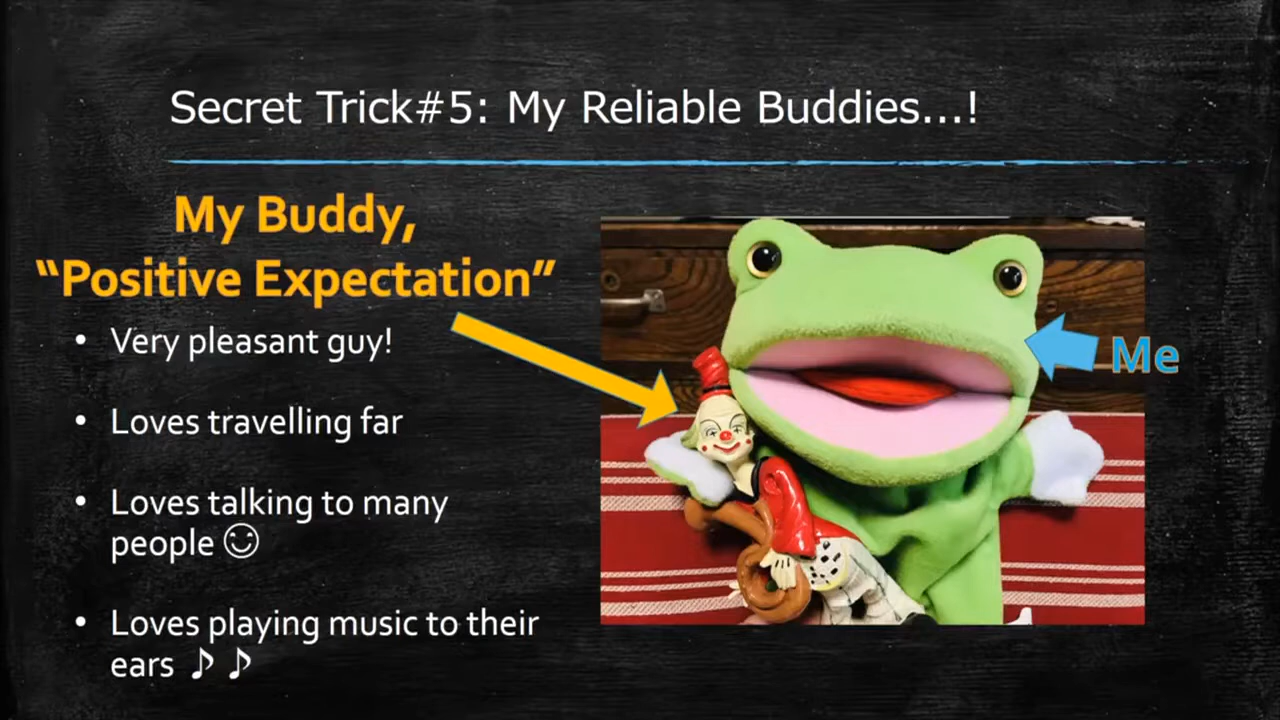 Secret Trick#5: My Reliable Buddies...!
My Buddy,
“Positive Expectation”
• Very pleasant guy!
• Loves travelling far
• Loves talking to many
people ☺
• Loves playing music to their
ears ♪ ♪
Me